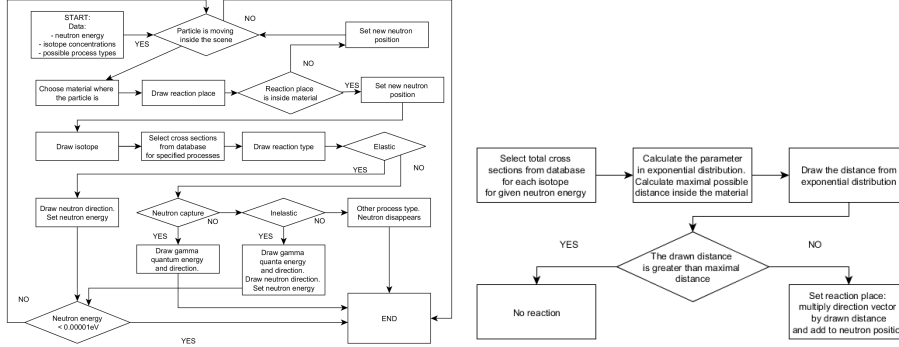 START:
Data:
- neutron energy
- isotope concentrations
- possible process types
YES
Particle is moving
inside the scene
NO
Set new neutron
position
NO
Choose material where
the particle is
Draw reaction place
Reaction place
is inside material
YES
Set new neutron
position
Draw isotope
Select cross sections
from database
for specified processes
Draw reaction type
Elastic
YES
NO
Draw neutron direction.
Set neutron energy
Neutron capture
NO
Inelastic
NO
Other process type.
Neutron disappears
YES
YES
Draw gamma
quantum energy
and direction.
Draw gamma
quanta energy
and direction.
Draw neutron direction.
Set neutron energy
NO
Neutron energy
< 0.00001eV
YES
END
Select total cross
sections from database
for each isotope
for given neutron energy
Calculate the parameter
in exponential distribution.
Calculate maximal possible
distance inside the material
Draw the distance from
exponential distribution
YES
The drawn distance
is greater than maximal
distance
NO
No reaction
Set reaction place:
multiply direction vector
by drawn distance
and add to neutron positio